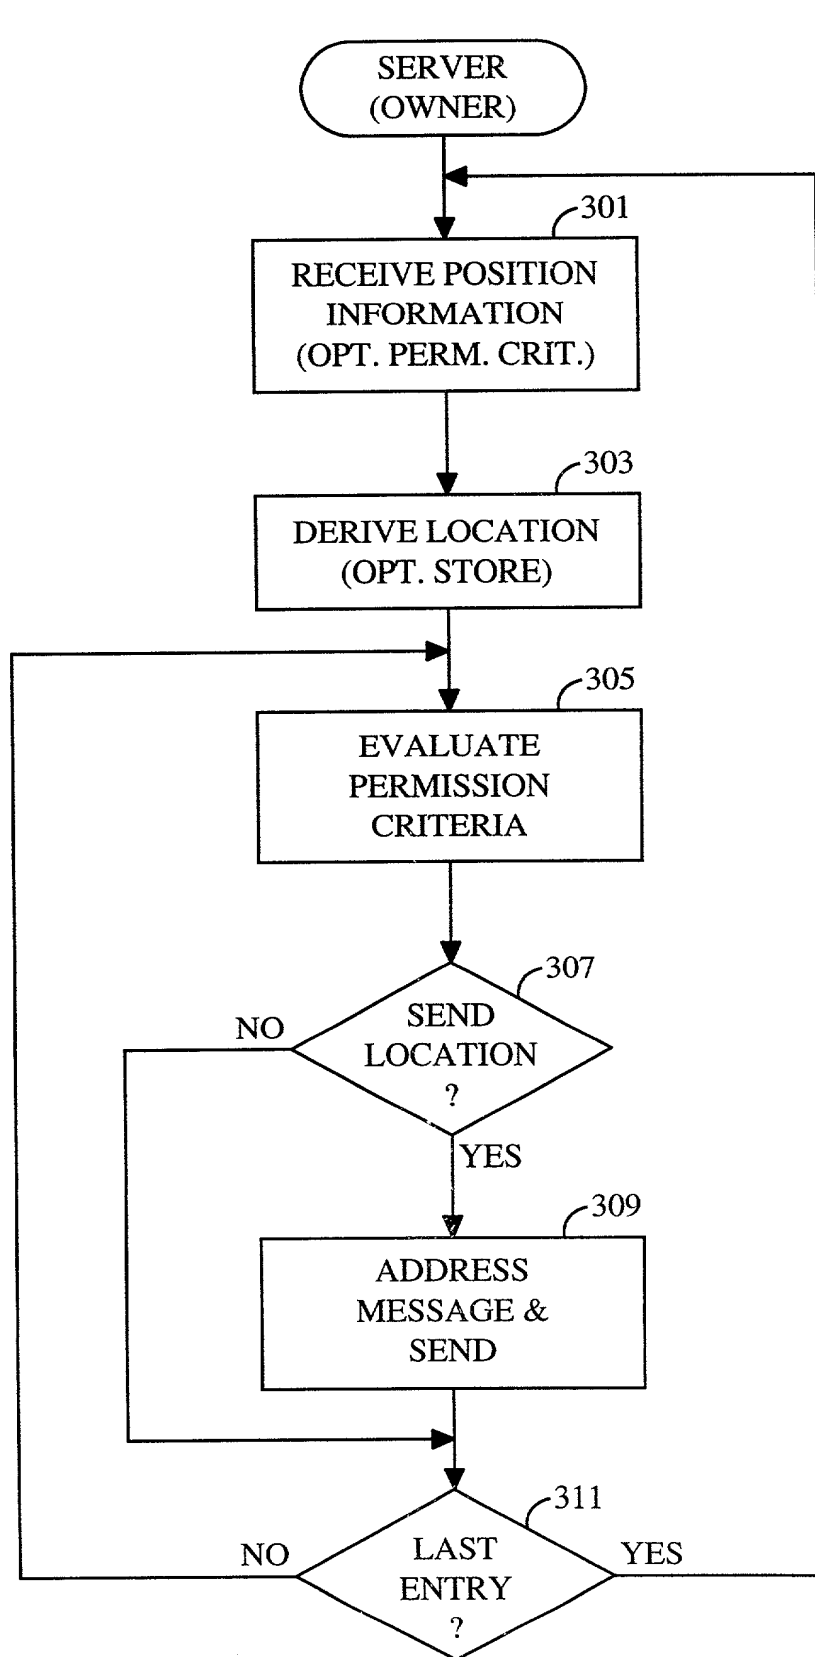 SERVER
(OWNER)
301
RECEIVE POSITION
INFORMATION
(OPT. PERM. CRIT.)
303
DERIVE LOCATION
(OPT. STORE)
305
EVALUATE
PERMISSION
CRITERIA
307
NO
SEND
LOCATION
?
YES
309
ADDRESS
MESSAGE &
SEND
311
NO
LAST
ENTRY
?
YES